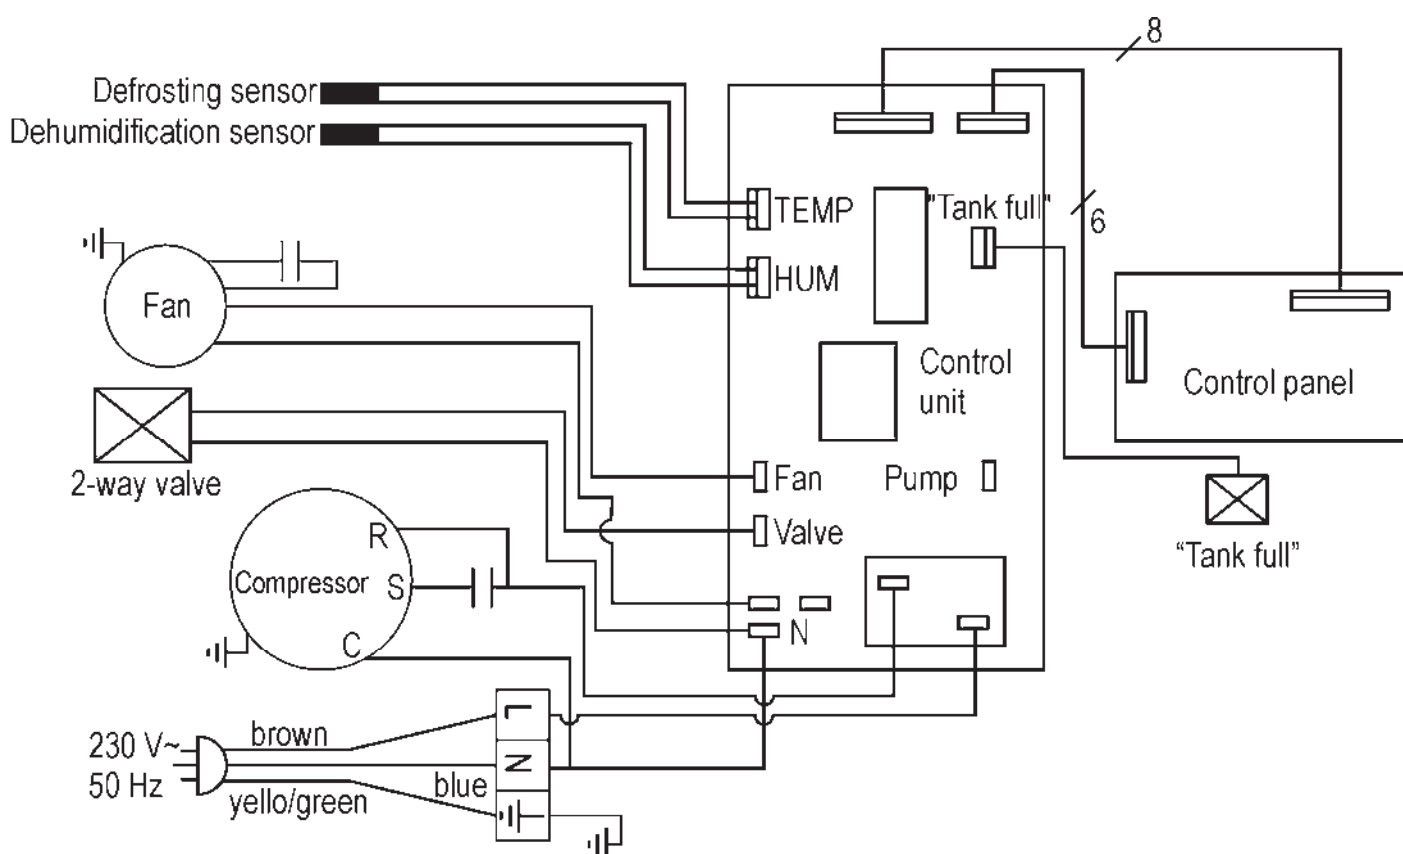 8
Defrosting sensor
Dehumidification sensor
TEMP
"Tank full"
6
HUM
Fan
Control
unit
Control panel
2-way valve
Fan
Pump
Valve
"Tank full"
R
Compressor
S
N
C
L
brown
230 V~
N
50 Hz
blue
yello/green